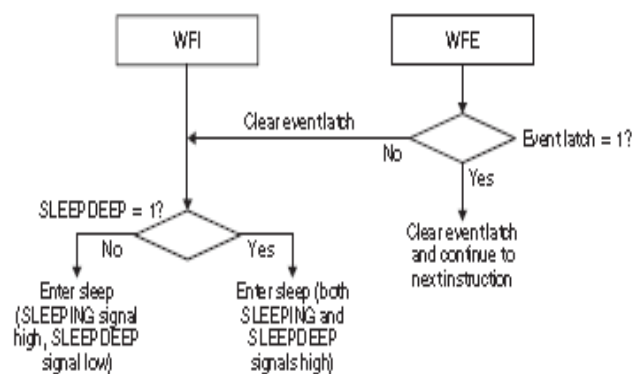 WFI
WFE
Clear event latch
Event latch = 1?
No
Yes
SLEEPDEEP = 1?
No
Yes
Clear event latch
and continue to
next instruction
Enter sleep
(SLEEPING signal
high, SLEEPDEEP
signal low)
Enter sleep (both
SLEEPING and
SLEEPDEEP
signals high)